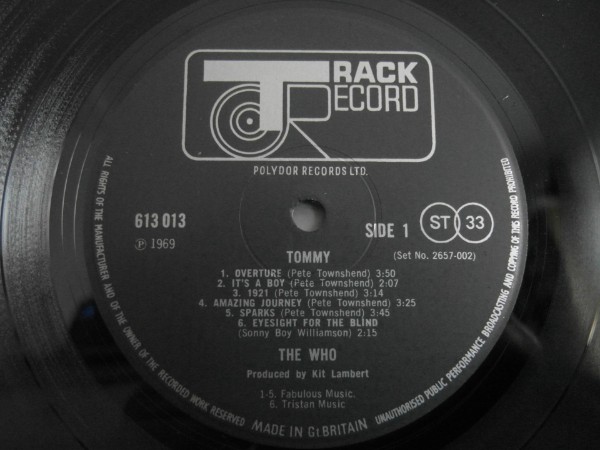 TRACK
RECORD
POLYDOR RECORDS LTD.
613 013
SIDE 1
ST 33
℗ 1969
TOMMY
(Set No. 2657-002)
1. OVERTURE (Pete Townshend) 3:50
2. IT'S A BOY (Pete Townshend) 2:07
3. 1921 (Pete Townshend) 3:14
4. AMAZING JOURNEY (Pete Townshend) 3:25
5. SPARKS (Pete Townshend) 3:45
6. EYESIGHT FOR THE BLIND
(Sonny Boy Williamson) 2:15
THE WHO
Produced by Kit Lambert
1-5. Fabulous Music.
6. Tristan Music
ALL RIGHTS OF THE MANUFACTURER AND OF THE OWNER OF THE RECORDED WORK RESERVED
UNAUTHORISED PUBLIC PERFORMANCE BROADCASTING AND COPYING OF THIS RECORD PROHIBITED
MADE IN Gt.BRITAIN